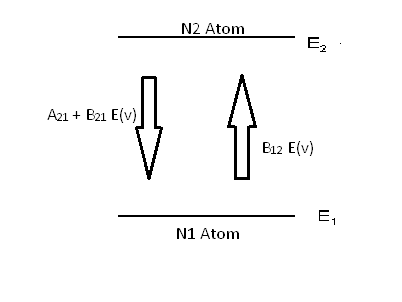 N2 Atom
E₂
A₂₁ + B₂₁ E(v)
B₁₂ E(v)
E₁
N1 Atom